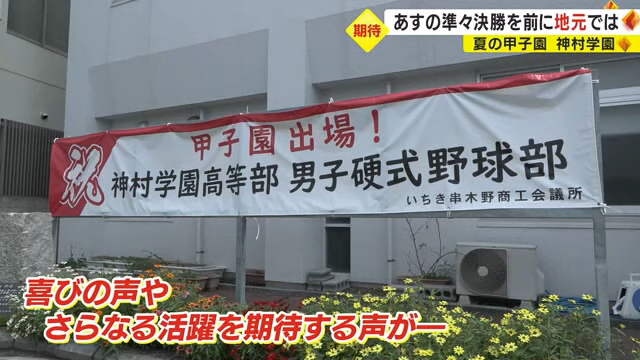 期待
あすの準々決勝を前に地元では
夏の甲子園 神村学園
祝
甲子園出場!
神村学園高等部 男子硬式野球部
いちき串木野商工会議所
喜びの声や
さらなる活躍を期待する声が―